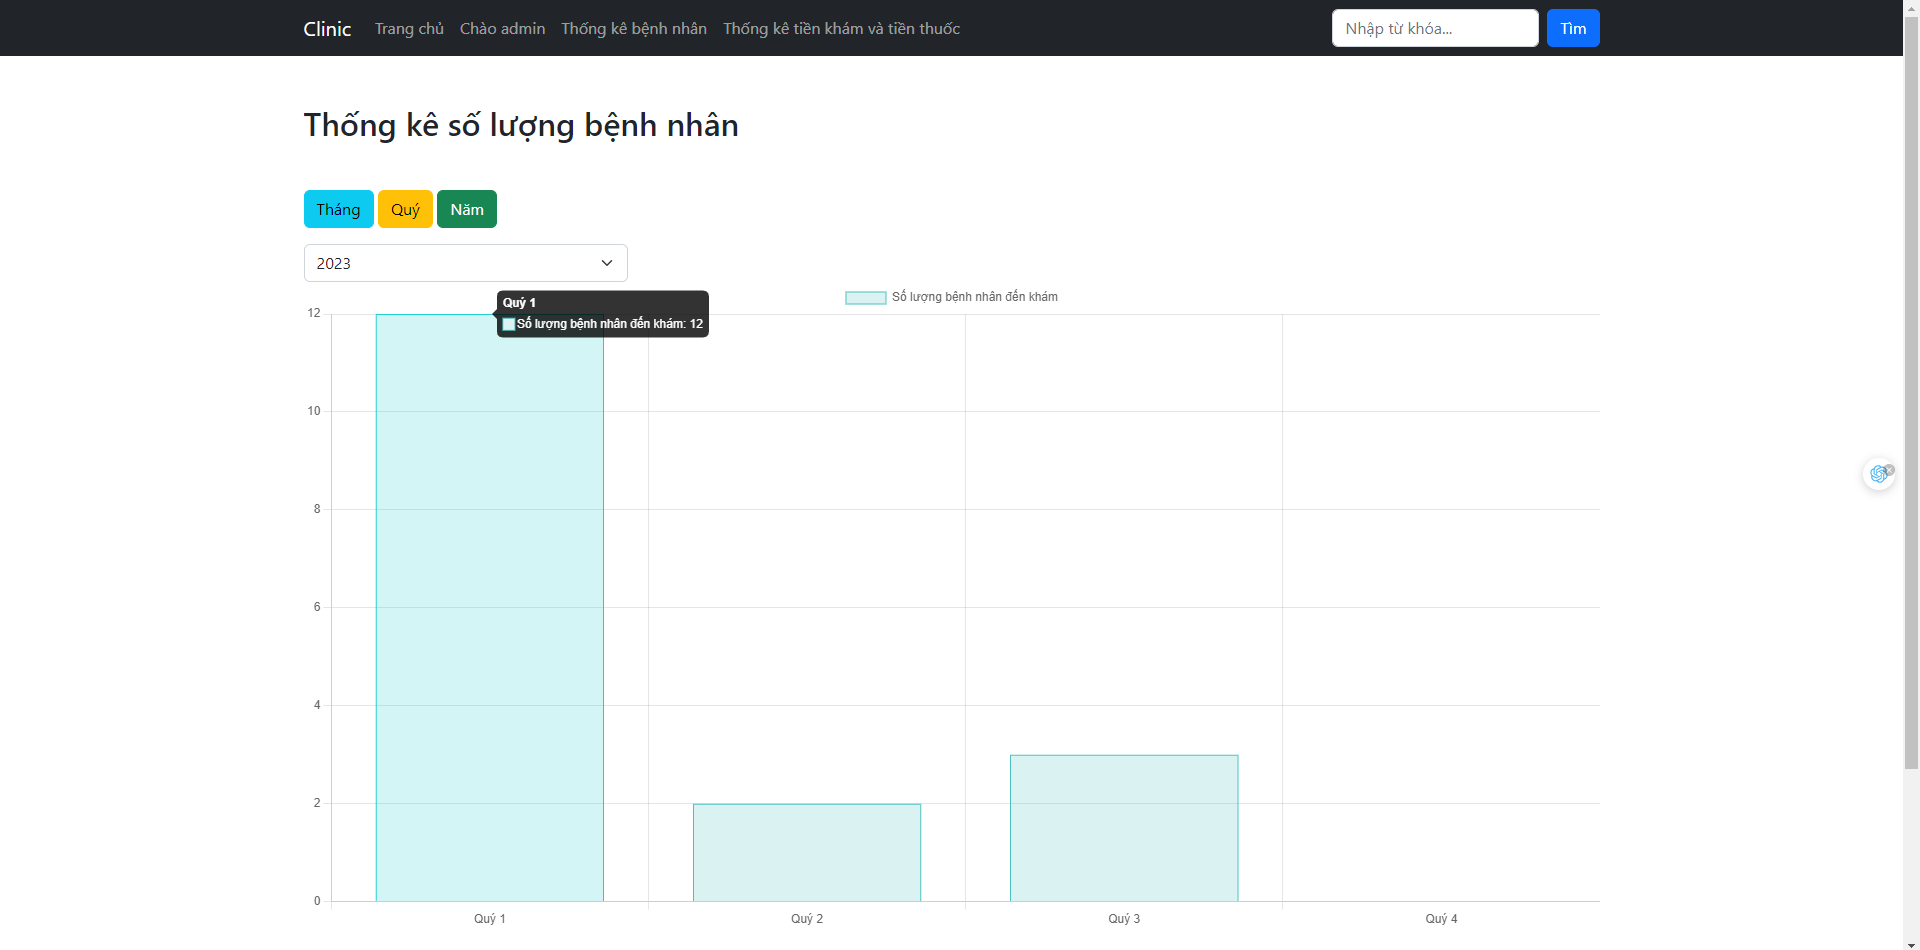 Clinic Trang chủ Chào admin Thống kê bệnh nhân Thống kê tiền khám và tiền thuốc Nhập từ khóa... Tìm
Thống kê số lượng bệnh nhân
Tháng Quý Năm
2023
Số lượng bệnh nhân đến khám
Quý 1
Số lượng bệnh nhân đến khám: 12
12
10
8
6
4
2
0
Quý 1 Quý 2 Quý 3 Quý 4